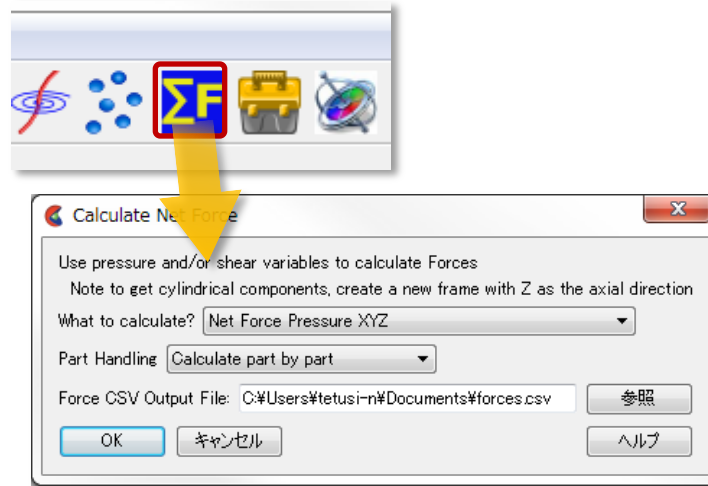 ΣF
Calculate Net Force
Use pressure and/or shear variables to calculate Forces
Note to get cylindrical components, create a new frame with Z as the axial direction
What to calculate? Net Force Pressure XYZ
Part Handling Calculate part by part
Force CSV Output File: C:¥Users¥tetusi-n¥Documents¥forces.csv 参照
OK キャンセル ヘルプ